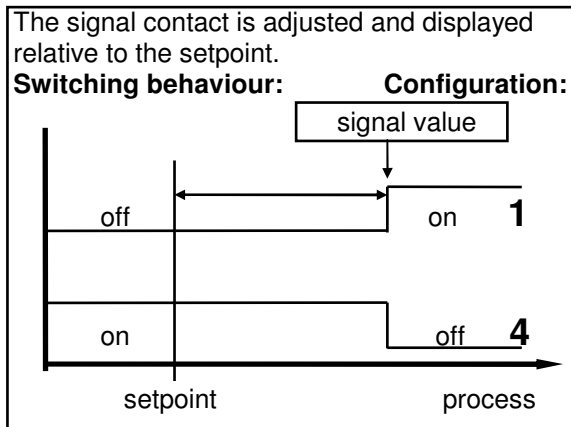 The signal contact is adjusted and displayed
relative to the setpoint.
Switching behaviour: Configuration:
signal value
off on 1
on off 4
setpoint process